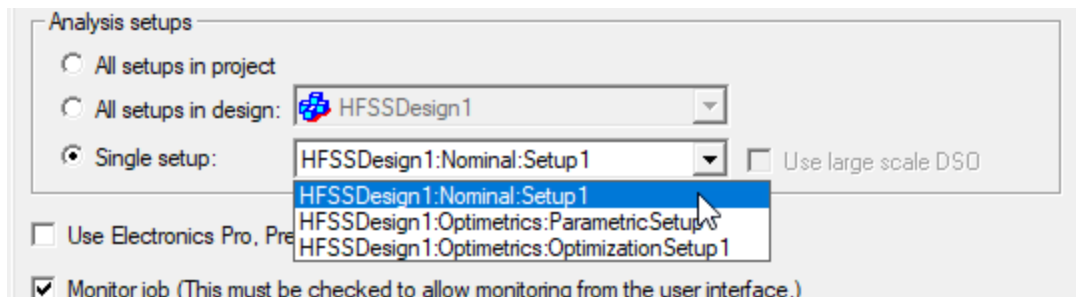 Analysis setups
All setups in project
All setups in design: HFSSDesign1
Single setup: HFSSDesign1:Nominal:Setup1 Use large scale DSO
HFSSDesign1:Nominal:Setup1
HFSSDesign1:Optimetrics:ParametricSetup
HFSSDesign1:Optimetrics:OptimizationSetup1
Use Electronics Pro, Pre
Monitor job (This must be checked to allow monitoring from the user interface.)